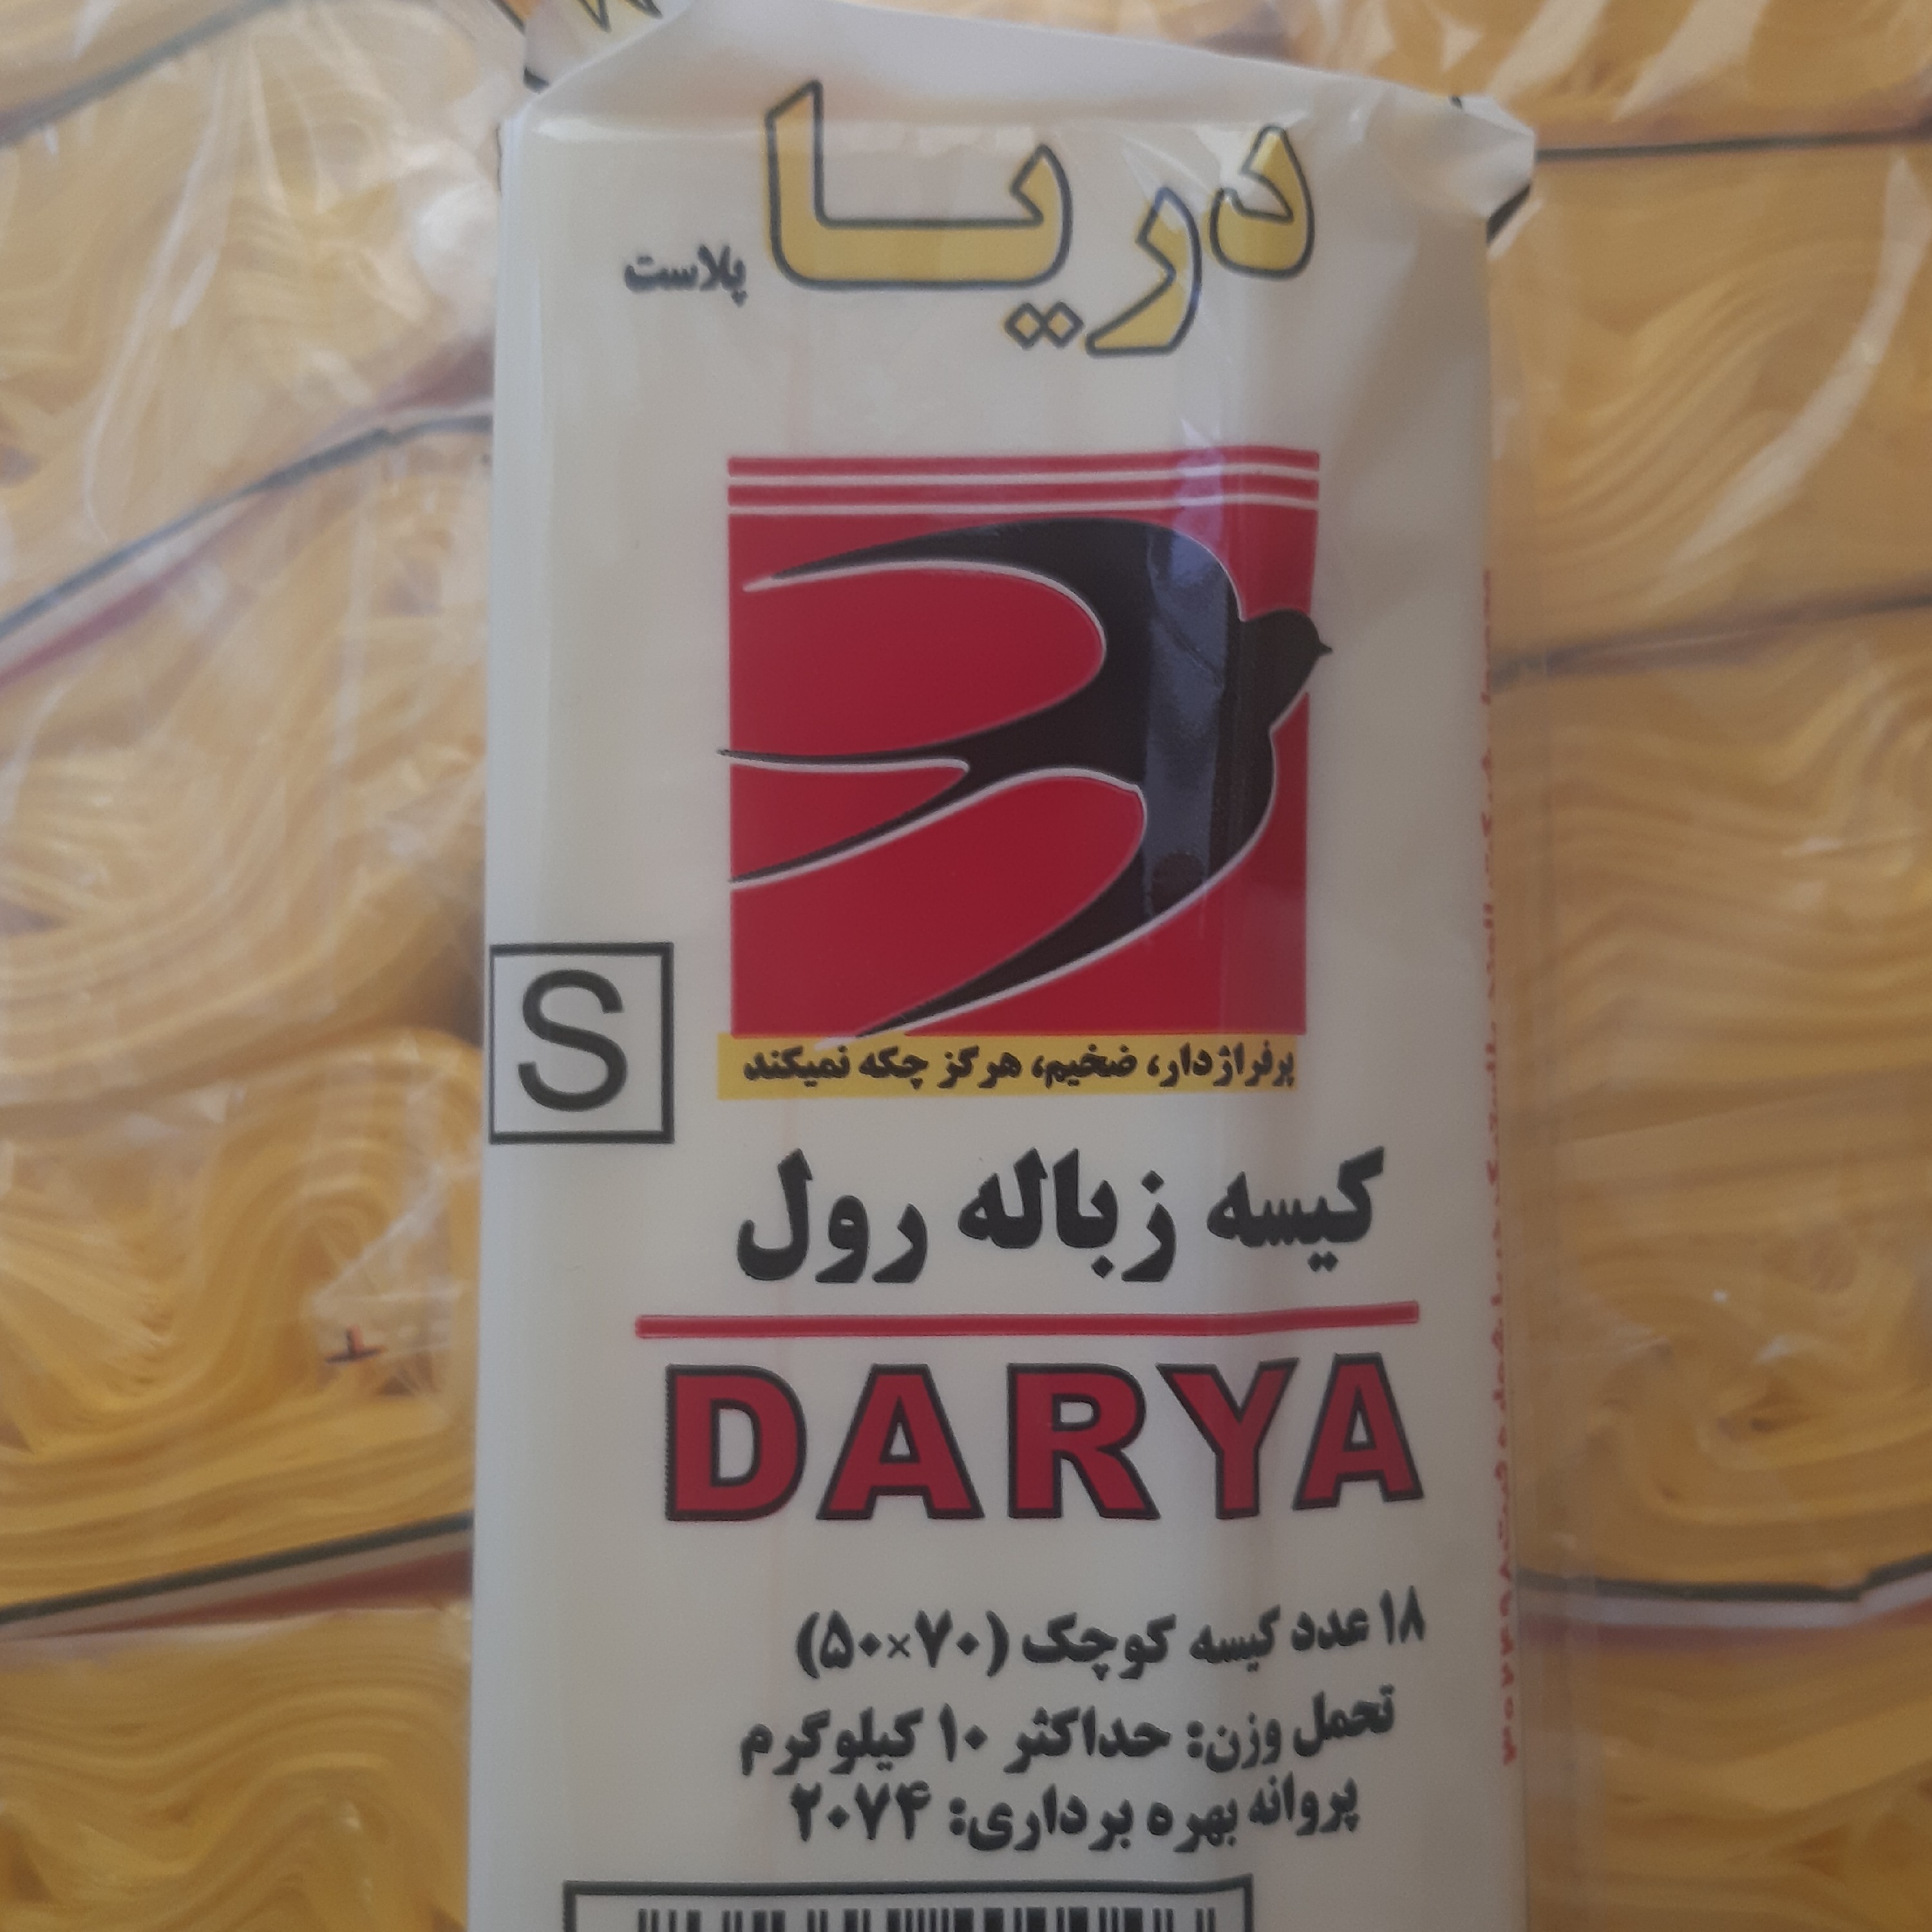 دریا
پلاست
S
پرفراژدار، ضخیم، هرگز چکه نمیکند
کیسه زباله رول
DARYA
۱۸ عدد کیسه کوچک (۵۰×۷۰)
تحمل وزن: حداکثر ۱۰ کیلوگرم
پروانه بهره برداری: ۲۰۷۴